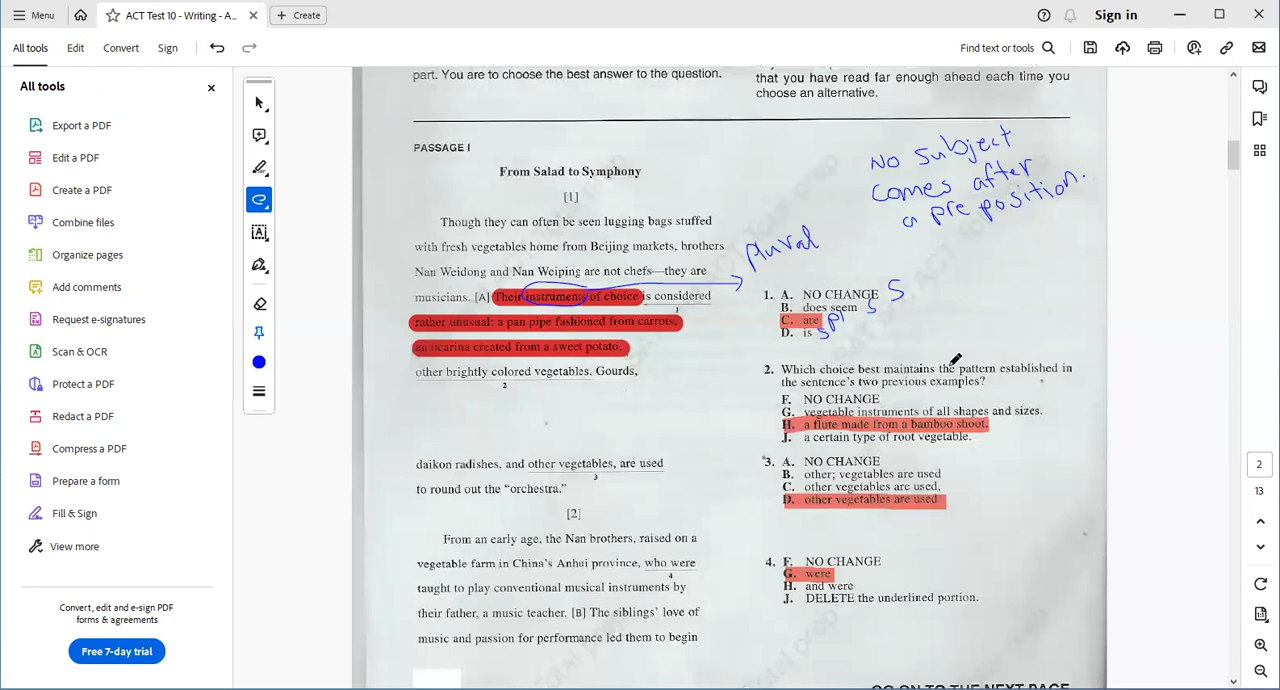 Menu
ACT Test 10 - Writing - A...
Create
Sign in
All tools
Edit
Convert
Sign
Find text or tools
All tools
Export a PDF
Edit a PDF
Create a PDF
Combine files
Organize pages
Add comments
Request e-signatures
Scan & OCR
Protect a PDF
Redact a PDF
Compress a PDF
Prepare a form
Fill & Sign
View more
Convert, edit and e-sign PDF
forms & agreements
Free 7-day trial
part. You are to choose the best answer to the question.
that you have read far enough ahead each time you
choose an alternative.
PASSAGE I
From Salad to Symphony
[1]
Though they can often be seen lugging bags stuffed
with fresh vegetables home from Beijing markets, brothers
Nan Weidong and Nan Weiping are not chefs—they are
musicians. [A] Their instruments of choice is considered
1
rather unusual: a pan pipe fashioned from carrots,
an ocarina created from a sweet potato,
other brightly colored vegetables. Gourds,
2
daikon radishes, and other vegetables, are used
3
to round out the “orchestra.”
[2]
From an early age, the Nan brothers, raised on a
vegetable farm in China's Anhui province, who were
4
taught to play conventional musical instruments by
their father, a music teacher. [B] The siblings' love of
music and passion for performance led them to begin
No subject
comes after
a pre position.
plural
1. A. NO CHANGE S
B. does seem S
C. are pl
D. is S
2. Which choice best maintains the pattern established in
the sentence's two previous examples?
F. NO CHANGE
G. vegetable instruments of all shapes and sizes.
H. a flute made from a bamboo shoot.
J. a certain type of root vegetable.
3. A. NO CHANGE
B. other; vegetables are used
C. other vegetables are used,
D. other vegetables are used
4. F. NO CHANGE
G. were
H. and were
J. DELETE the underlined portion.
GO ON TO THE NEXT PAGE
2
13